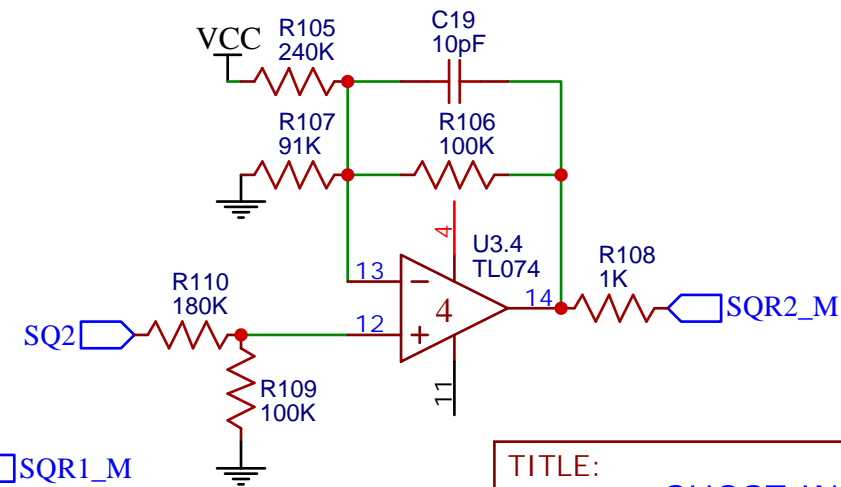 VCC
R105
240K
C19
10pF
R107
91K
R106
100K
4
U3.4
TL074
R108
1K
13
14
4
12
11
R110
180K
SQ2
SQR2_M
R109
100K
SQR1_M
TITLE: